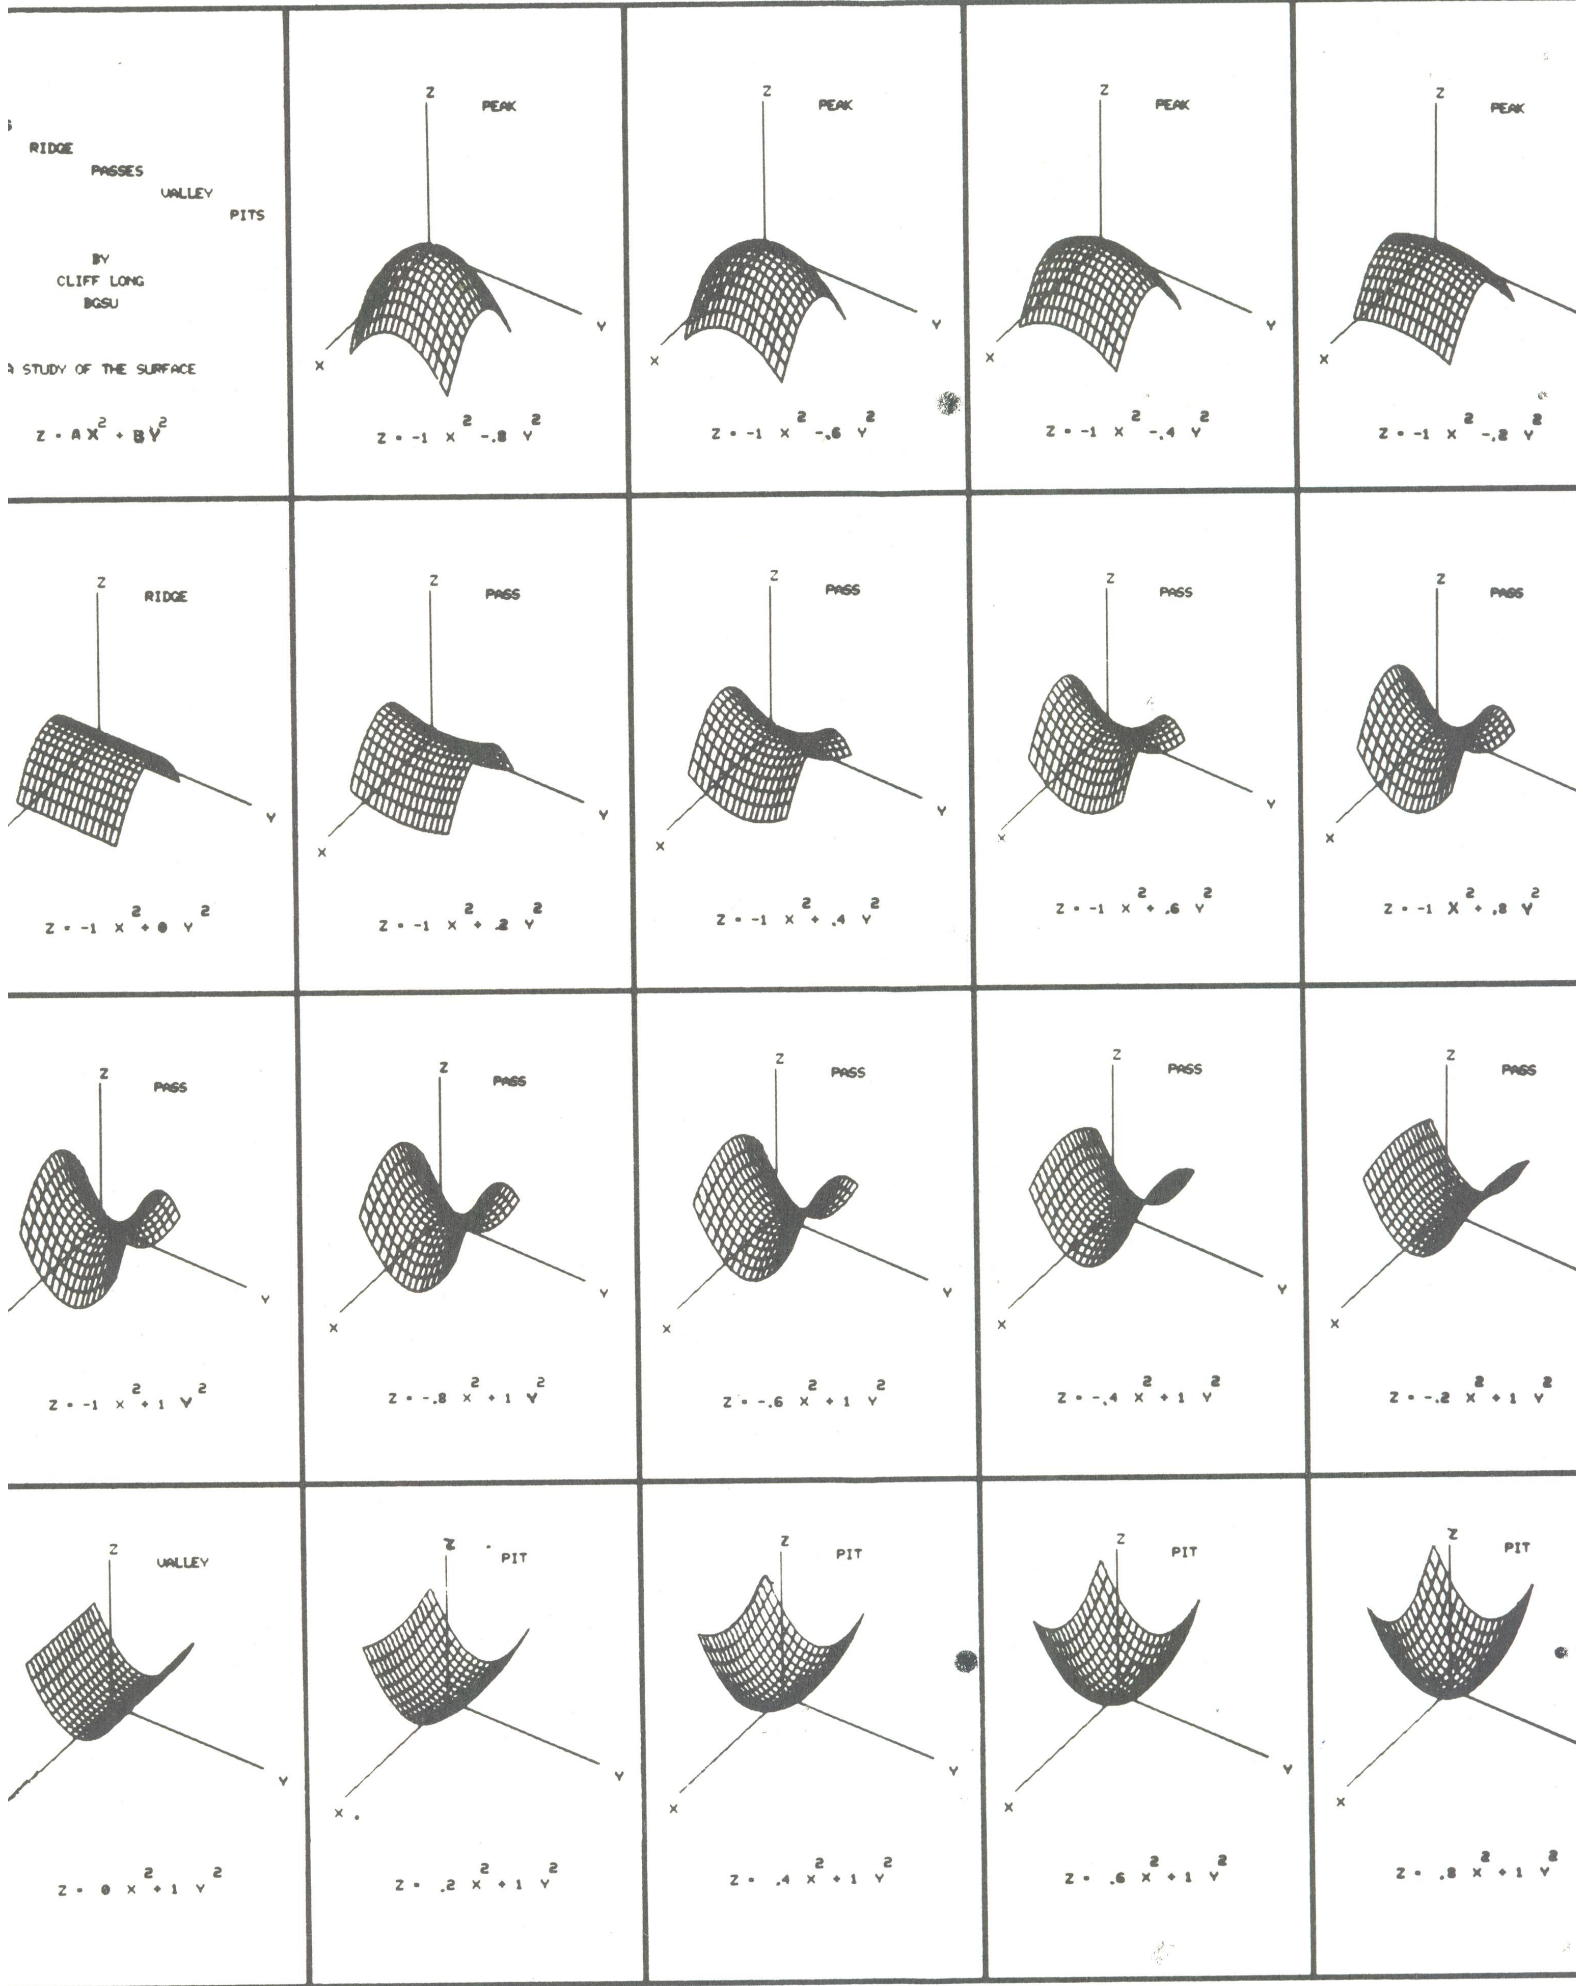 RIDGE
PASSES
VALLEY
PITS
BY
CLIFF LONG
BGSU
A STUDY OF THE SURFACE
Z = A X² + B Y²
Z PEAK
Y
X
Z = -1 X² -.8 Y²
Z PEAK
Y
X
Z = -1 X² -.6 Y²
Z PEAK
Y
X
Z = -1 X² -.4 Y²
Z PEAK
X
Z = -1 X² -.2 Y²
Z RIDGE
Y
Z = -1 X² + 0 Y²
Z PASS
Y
X
Z = -1 X² + .2 Y²
Z PASS
Y
X
Z = -1 X² + .4 Y²
Z PASS
Y
X
Z = -1 X² + .6 Y²
Z PASS
X
Z = -1 X² + .8 Y²
Z PASS
Y
Z = -1 X² + 1 Y²
Z PASS
Y
X
Z = -.8 X² + 1 Y²
Z PASS
Y
X
Z = -.6 X² + 1 Y²
Z PASS
Y
X
Z = -.4 X² + 1 Y²
Z PASS
X
Z = -.2 X² + 1 Y²
Z VALLEY
Y
Z = 0 X² + 1 Y²
Z PIT
Y
X
Z = .2 X² + 1 Y²
Z PIT
Y
X
Z = .4 X² + 1 Y²
Z PIT
Y
X
Z = .6 X² + 1 Y²
Z PIT
X
Z = .8 X² + 1 Y²